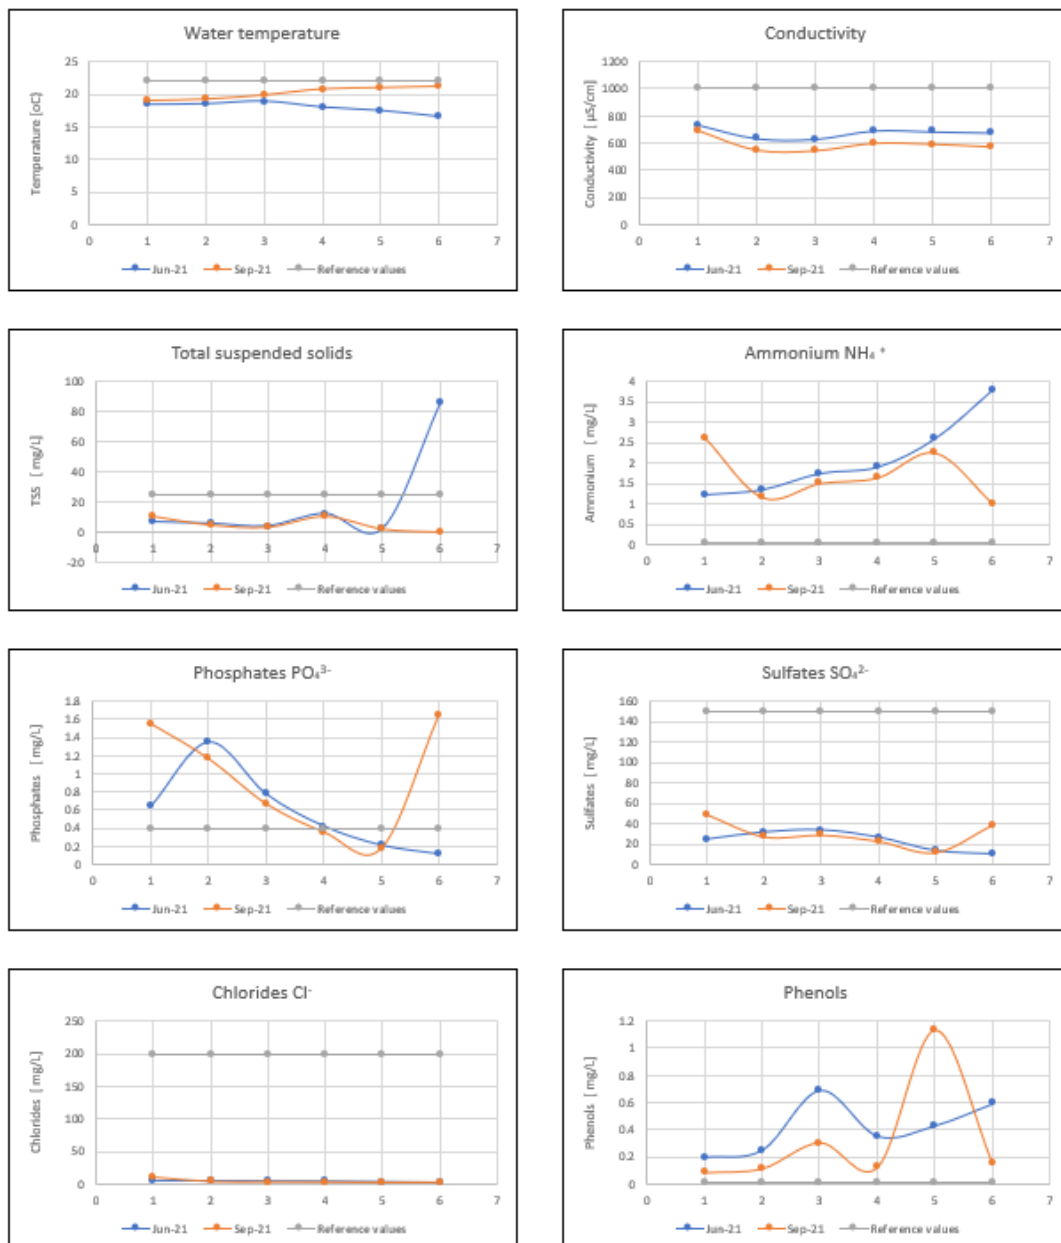 Water temperature
Temperature [oC]
25
20
15
10
5
0
0 1 2 3 4 5 6 7
Jun-21 Sep-21 Reference values
Conductivity
Conductivity [ µS/cm]
1200
1000
800
600
400
200
0
0 1 2 3 4 5 6 7
Jun-21 Sep-21 Reference values
Total suspended solids
TSS [ mg/L]
100
80
60
40
20
0
-20
0 1 2 3 4 5 6 7
Jun-21 Sep-21 Reference values
Ammonium NH₄ ⁺
Ammonium [ mg/L]
4
3.5
3
2.5
2
1.5
1
0.5
0
0 1 2 3 4 5 6 7
Jun-21 Sep-21 Reference values
Phosphates PO₄³⁻
Phosphates [ mg/L]
1.8
1.6
1.4
1.2
1
0.8
0.6
0.4
0.2
0
0 1 2 3 4 5 6 7
Jun-21 Sep-21 Reference values
Sulfates SO₄²⁻
Sulfates [ mg/L]
160
140
120
100
80
60
40
20
0
0 1 2 3 4 5 6 7
Jun-21 Sep-21 Reference values
Chlorides Cl⁻
Chlorides [ mg/L]
250
200
150
100
50
0
0 1 2 3 4 5 6 7
Jun-21 Sep-21 Reference values
Phenols
Phenols [ mg/L]
1.2
1
0.8
0.6
0.4
0.2
0
0 1 2 3 4 5 6 7
Jun-21 Sep-21 Reference values